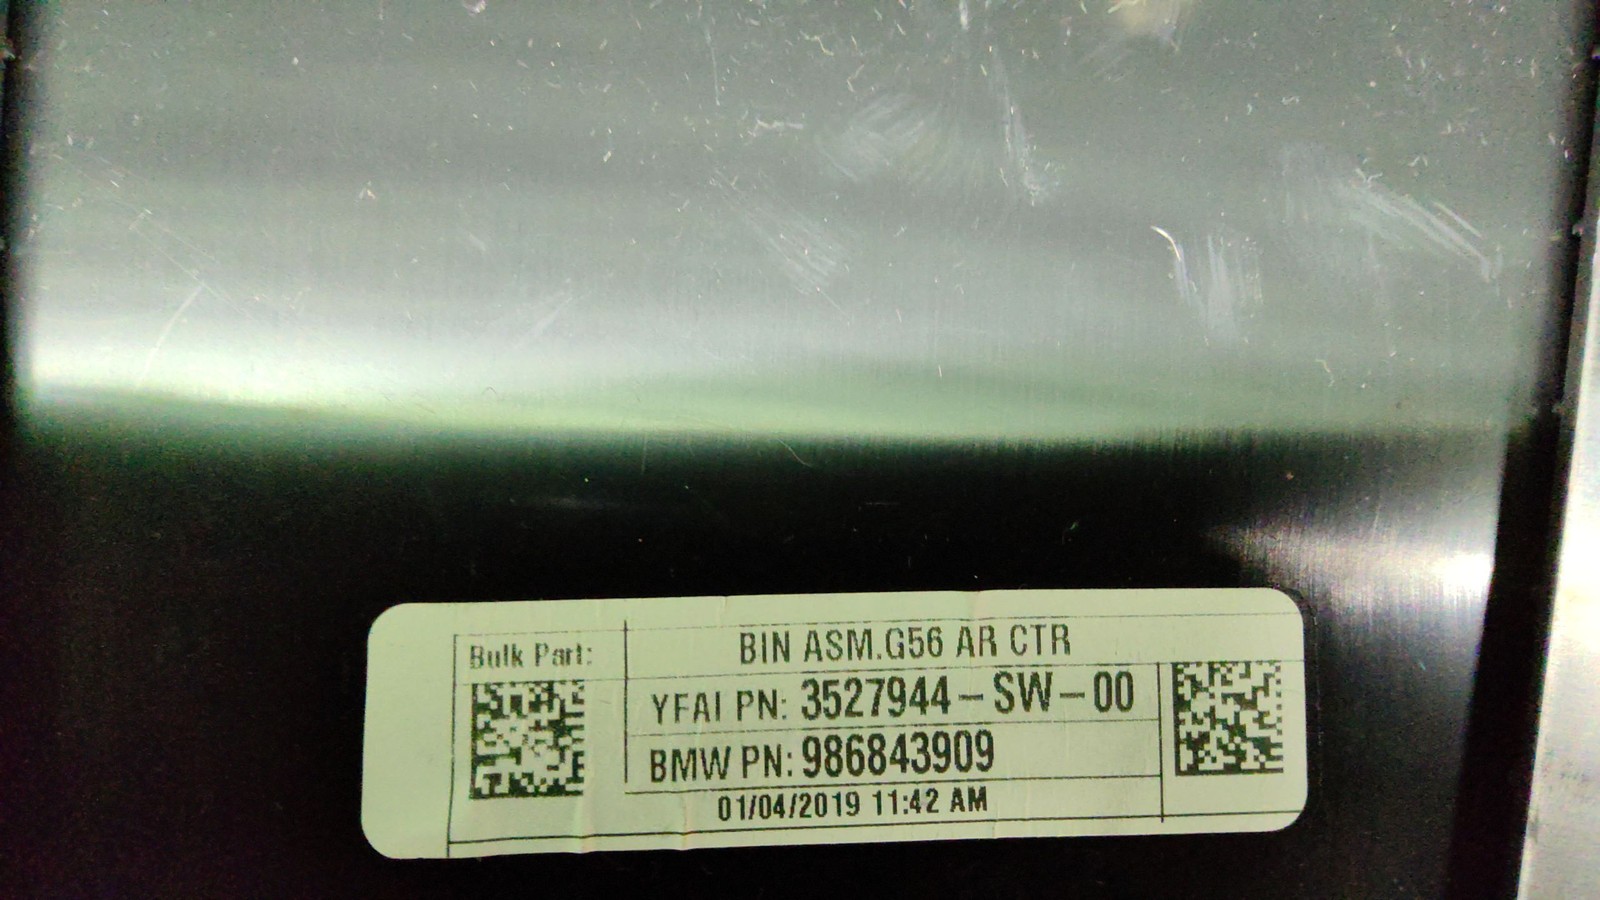 Bulk Part:
BIN ASM.G56 AR CTR
YFAI PN: 3527944-SW-00
BMW PN: 986843909
01/04/2019 11:42 AM